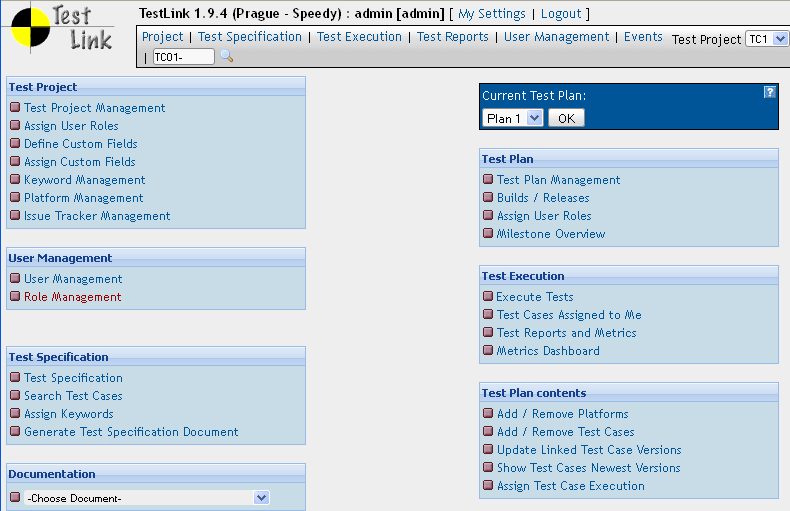 Test Link
TestLink 1.9.4 (Prague - Speedy) : admin [admin] [ My Settings | Logout ]
Project | Test Specification | Test Execution | Test Reports | User Management | Events Test Project TC1
| TC01-
Test Project
Test Project Management
Assign User Roles
Define Custom Fields
Assign Custom Fields
Keyword Management
Platform Management
Issue Tracker Management
User Management
User Management
Role Management
Test Specification
Test Specification
Search Test Cases
Assign Keywords
Generate Test Specification Document
Documentation
-Choose Document-
Current Test Plan: ?
Plan 1 OK
Test Plan
Test Plan Management
Builds / Releases
Assign User Roles
Milestone Overview
Test Execution
Execute Tests
Test Cases Assigned to Me
Test Reports and Metrics
Metrics Dashboard
Test Plan contents
Add / Remove Platforms
Add / Remove Test Cases
Update Linked Test Case Versions
Show Test Cases Newest Versions
Assign Test Case Execution